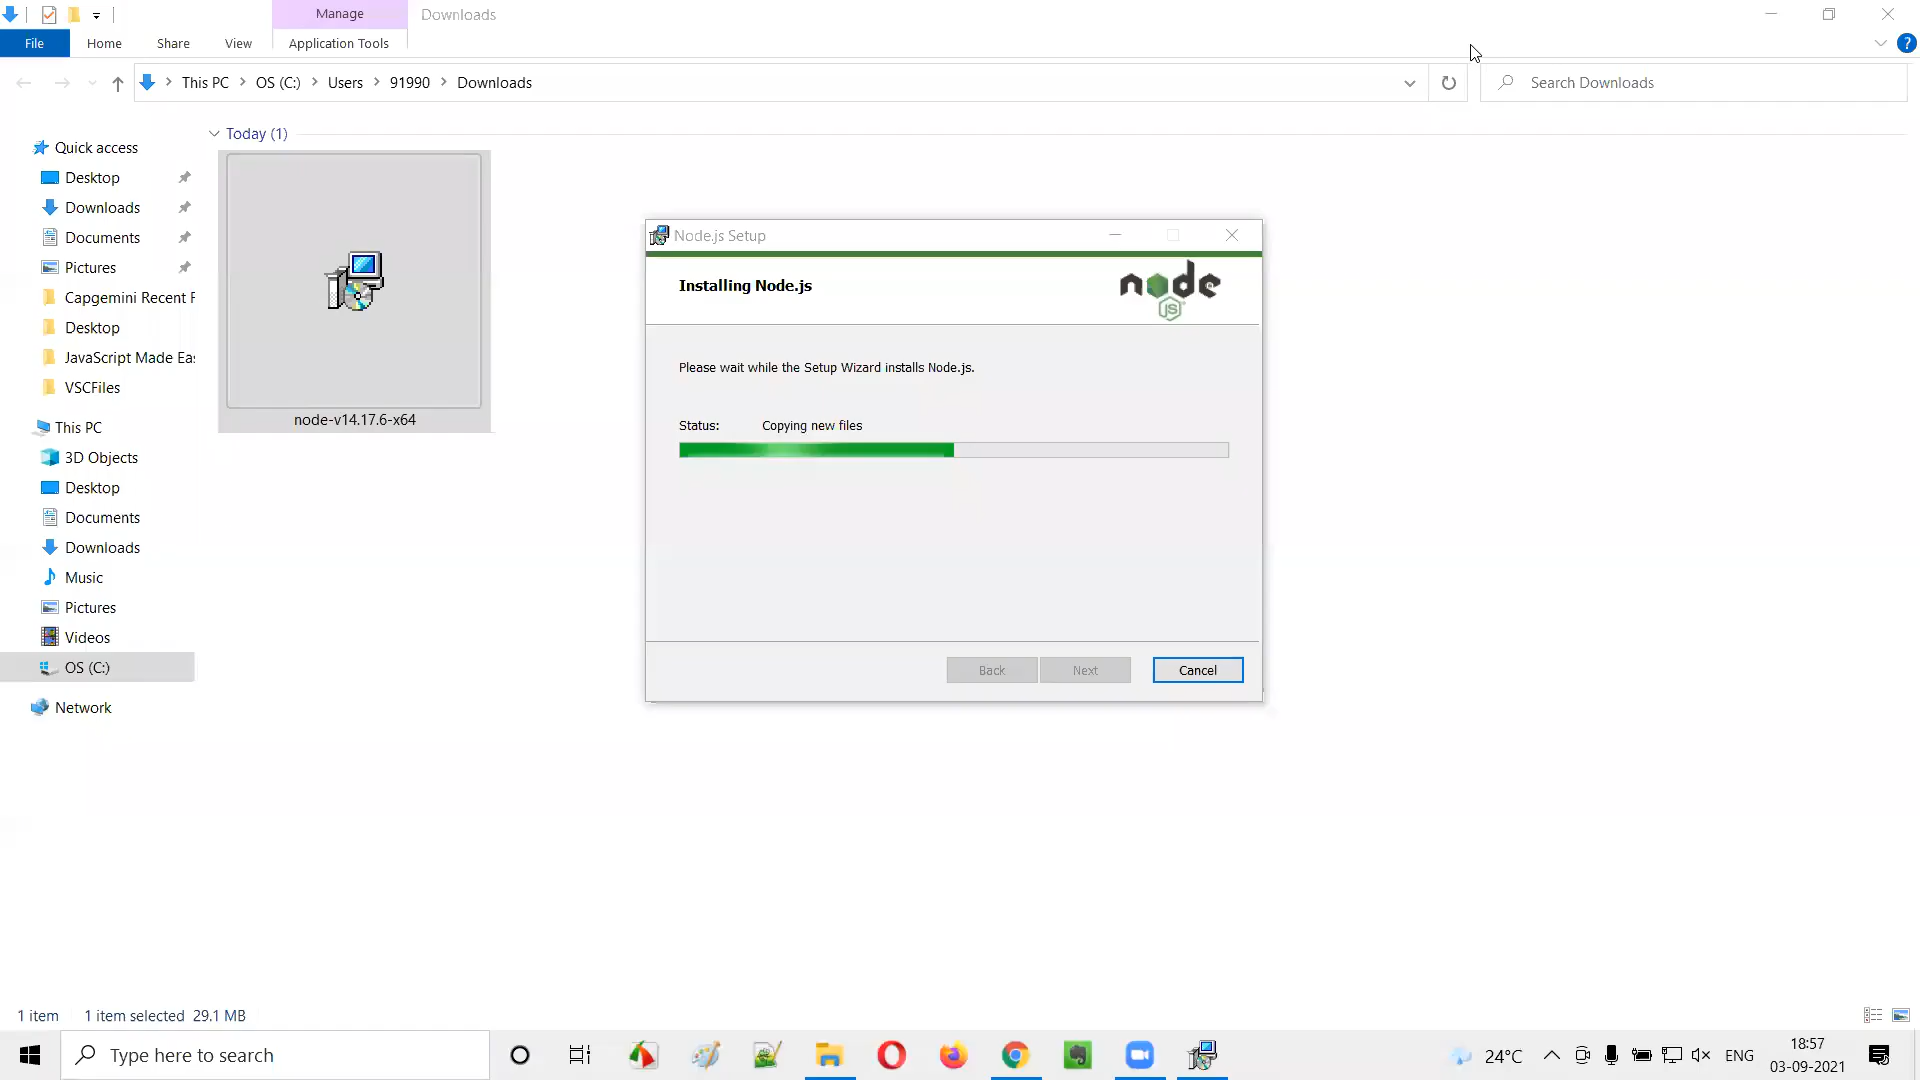 Manage
Downloads
File
Home
Share
View
Application Tools
This PC
OS (C:)
Users
91990
Downloads
Search Downloads
Today (1)
Quick access
Desktop
Downloads
Documents
Pictures
Capgemini Recent F
Desktop
JavaScript Made Eas
VSCFiles
This PC
3D Objects
Desktop
Documents
Downloads
Music
Pictures
Videos
OS (C:)
Network
node-v14.17.6-x64
Node.js Setup
Installing Node.js
node
JS
Please wait while the Setup Wizard installs Node.js.
Status: Copying new files
Back
Next
Cancel
1 item
1 item selected 29.1 MB
Type here to search
24°C
ENG
18:57
03-09-2021